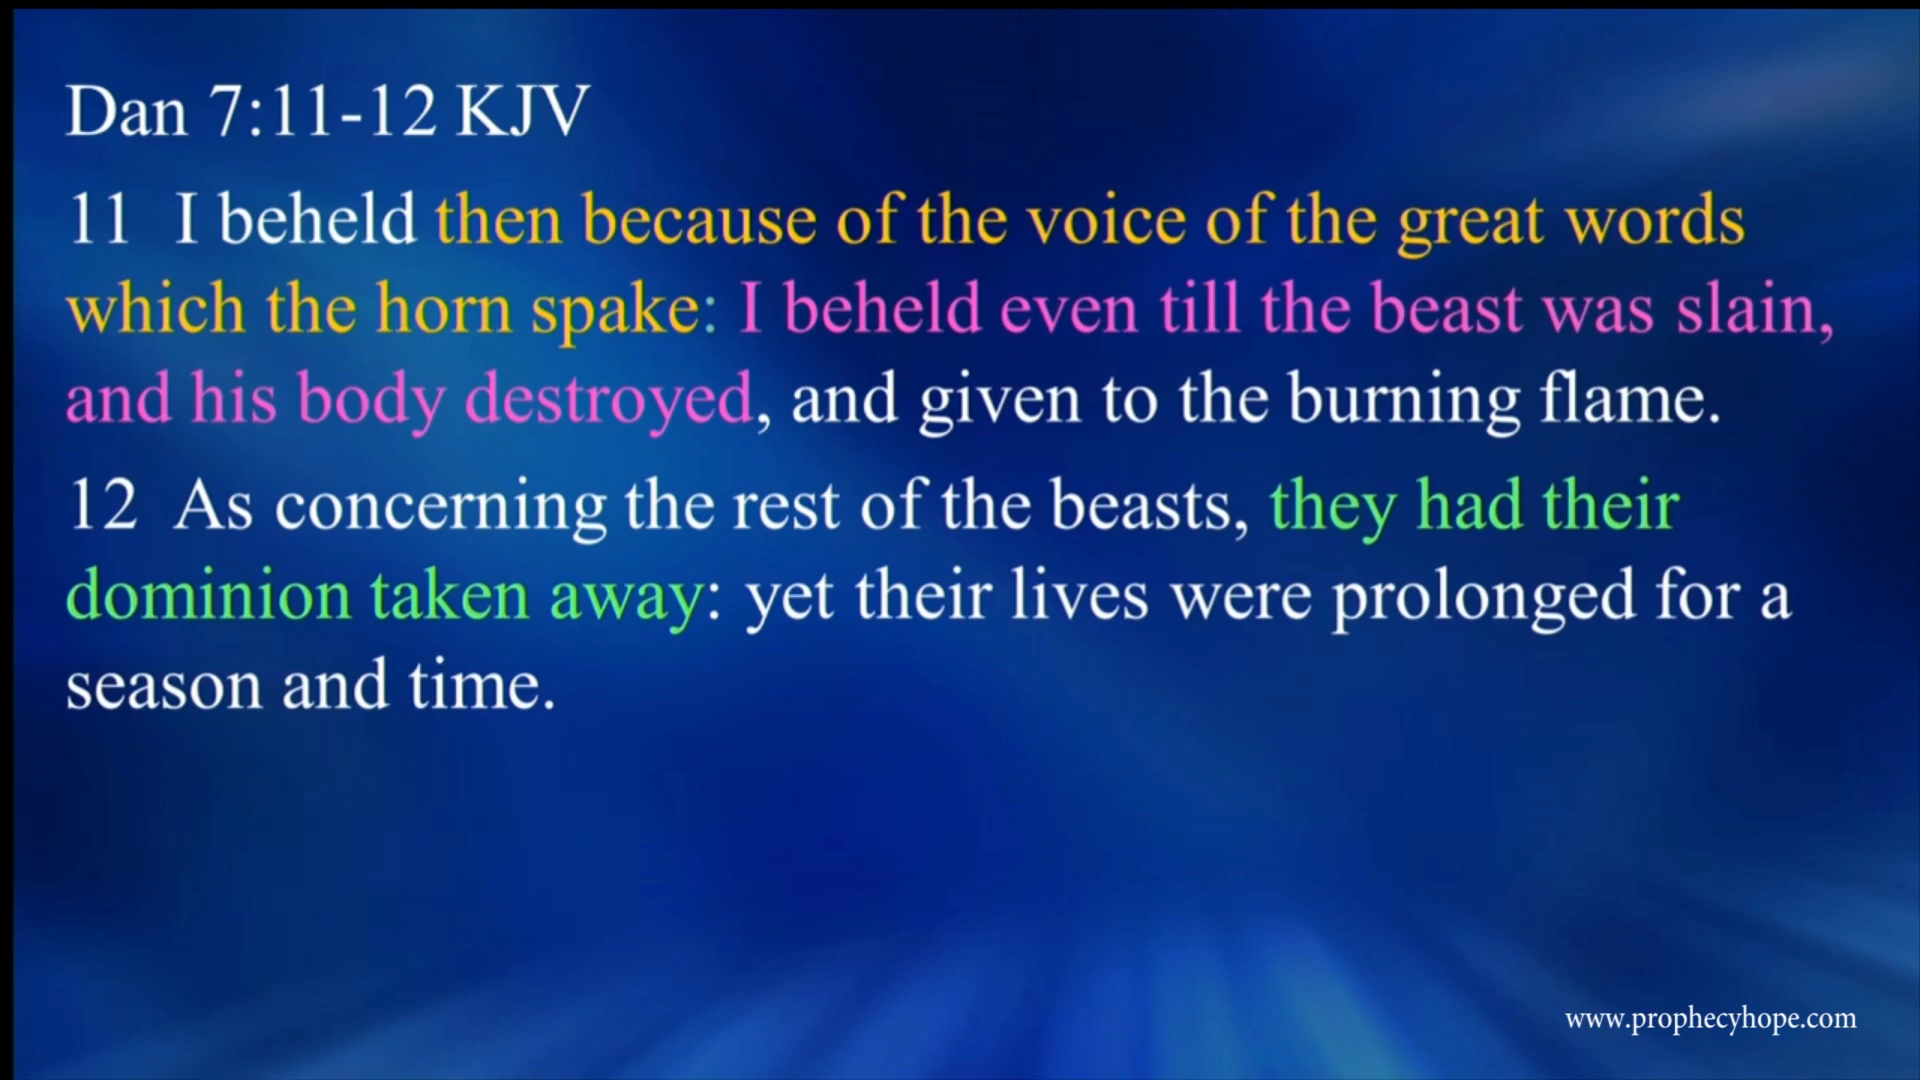 Dan 7:11-12 KJV
11 I beheld then because of the voice of the great words
which the horn spake: I beheld even till the beast was slain,
and his body destroyed, and given to the burning flame.
12 As concerning the rest of the beasts, they had their
dominion taken away: yet their lives were prolonged for a
season and time.
www.prophecyhope.com